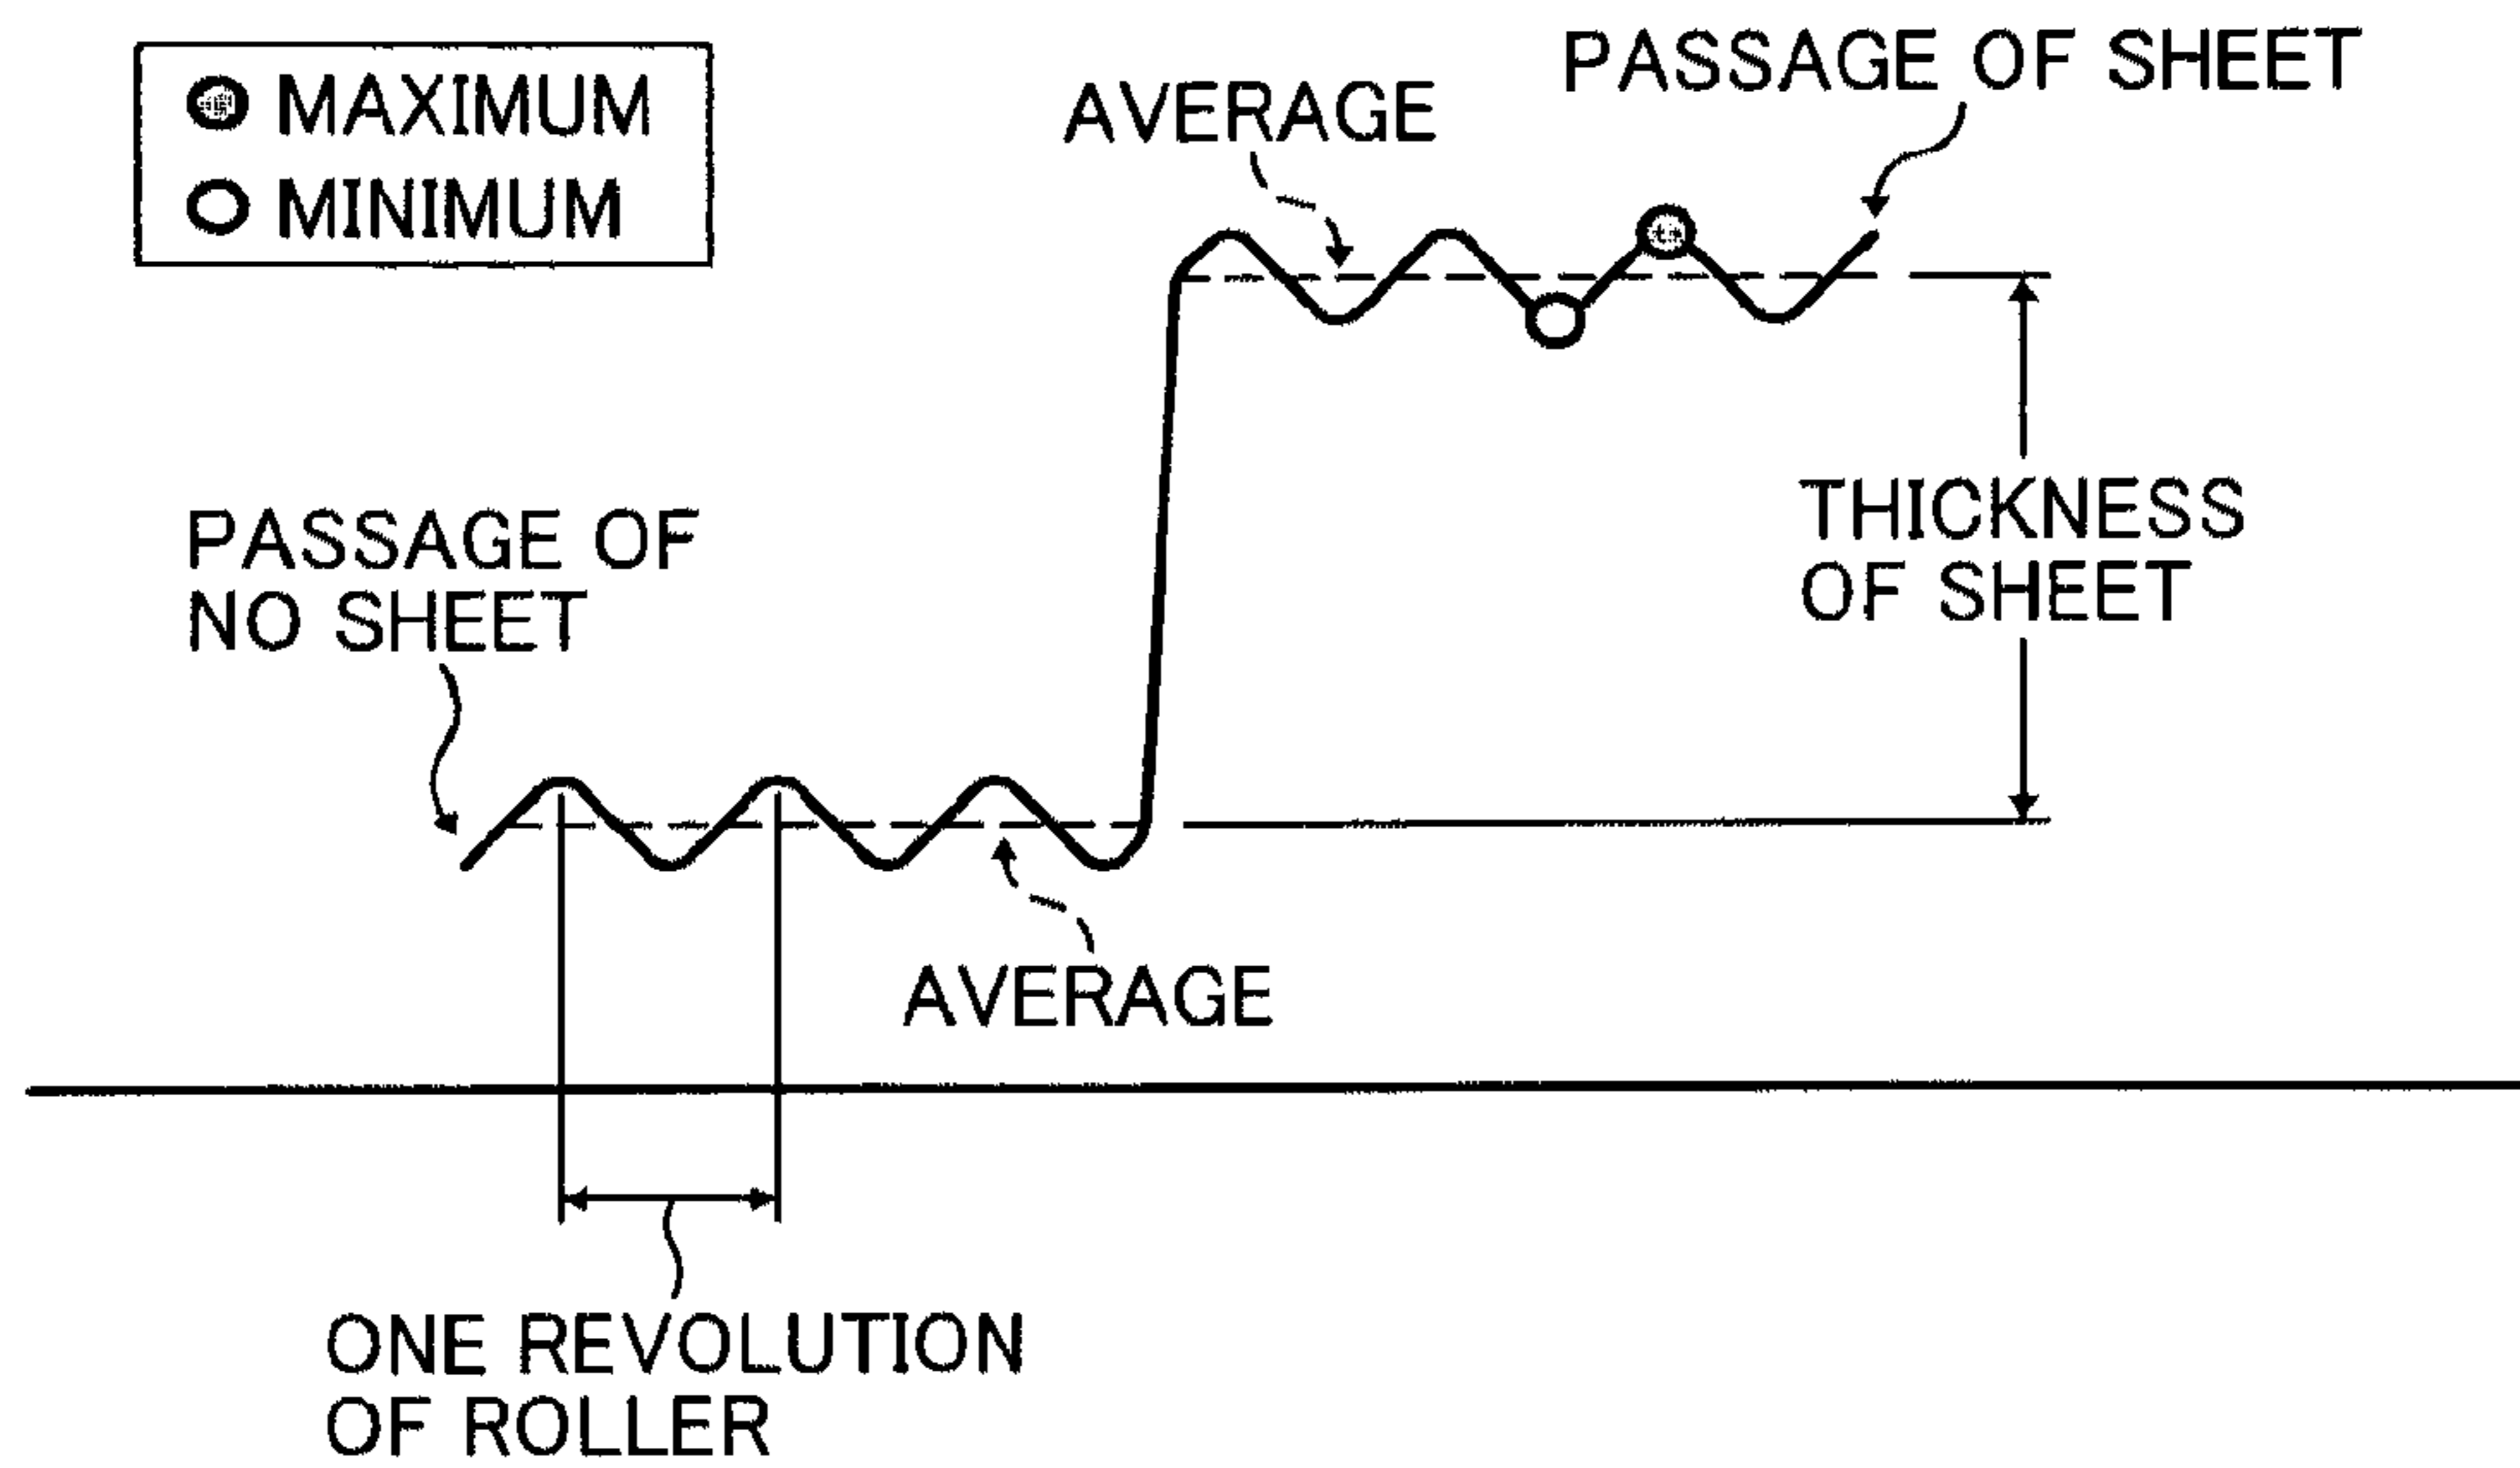 MAXIMUM
MINIMUM
AVERAGE
PASSAGE OF SHEET
PASSAGE OF
NO SHEET
THICKNESS
OF SHEET
AVERAGE
ONE REVOLUTION
OF ROLLER